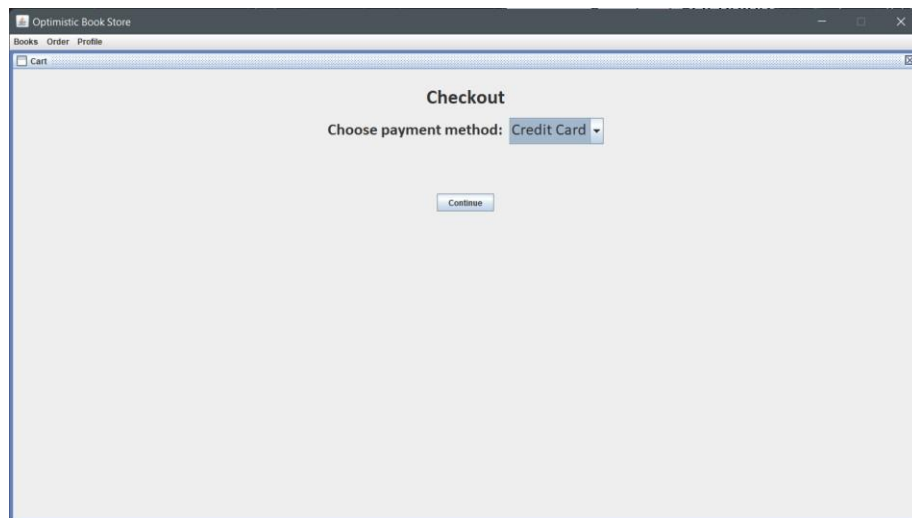 Optimistic Book Store
Books Order Profile
Cart
Checkout
Choose payment method: Credit Card
Continue